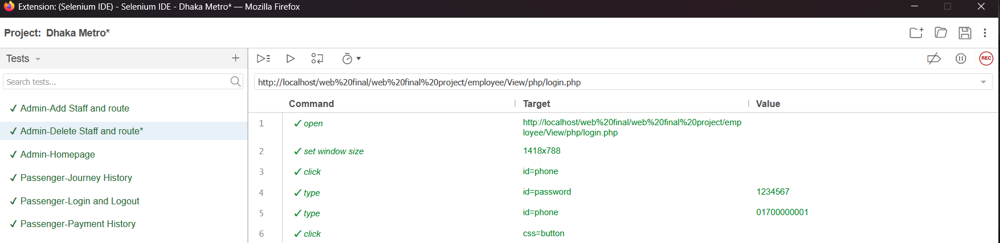 Extension: (Selenium IDE) - Selenium IDE - Dhaka Metro* — Mozilla Firefox
Project: Dhaka Metro*
Tests
REC
Search tests...
http://localhost/web%20final/web%20final%20project/employee/View/php/login.php
Command Target Value
✓ Admin-Add Staff and route
✓ Admin-Delete Staff and route*
✓ Admin-Homepage
✓ Passenger-Journey History
✓ Passenger-Login and Logout
✓ Passenger-Payment History
1 ✓ open http://localhost/web%20final/web%20final%20project/emp
loyee/View/php/login.php
2 ✓ set window size 1418x788
3 ✓ click id=phone
4 ✓ type id=password 1234567
5 ✓ type id=phone 01700000001
6 ✓ click css=button